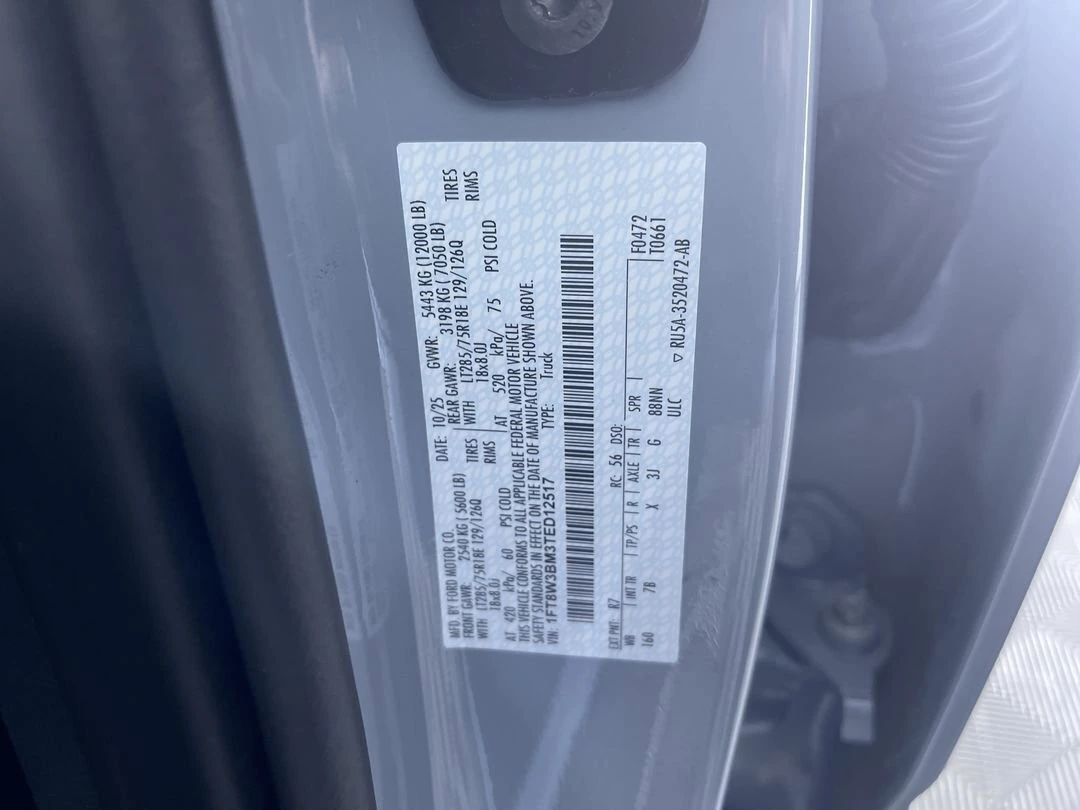 MFD. BY FORD MOTOR CO.
DATE: 10/25 GVWR: 5443 KG (12000 LB)
FRONT GAWR: 2540 KG ( 5600 LB) REAR GAWR: 3198 KG ( 7050 LB)
WITH LT285/75R18E 129/126Q TIRES WITH LT285/75R18E 129/126Q TIRES
18x8.0J RIMS 18x8.0J RIMS
AT 420 kPa/ 60 PSI COLD AT 520 kPa/ 75 PSI COLD
THIS VEHICLE CONFORMS TO ALL APPLICABLE FEDERAL MOTOR VEHICLE
SAFETY STANDARDS IN EFFECT ON THE DATE OF MANUFACTURE SHOWN ABOVE.
VIN: 1FT8W3BM3TED12517 TYPE: Truck
EXT PNT: R7 RC: 56 DSO: F0472
WB INT TR TP/PS R AXLE TR SPR T0661
160 7B X 3J G 88NN
ULC
RU5A-3520472-AB